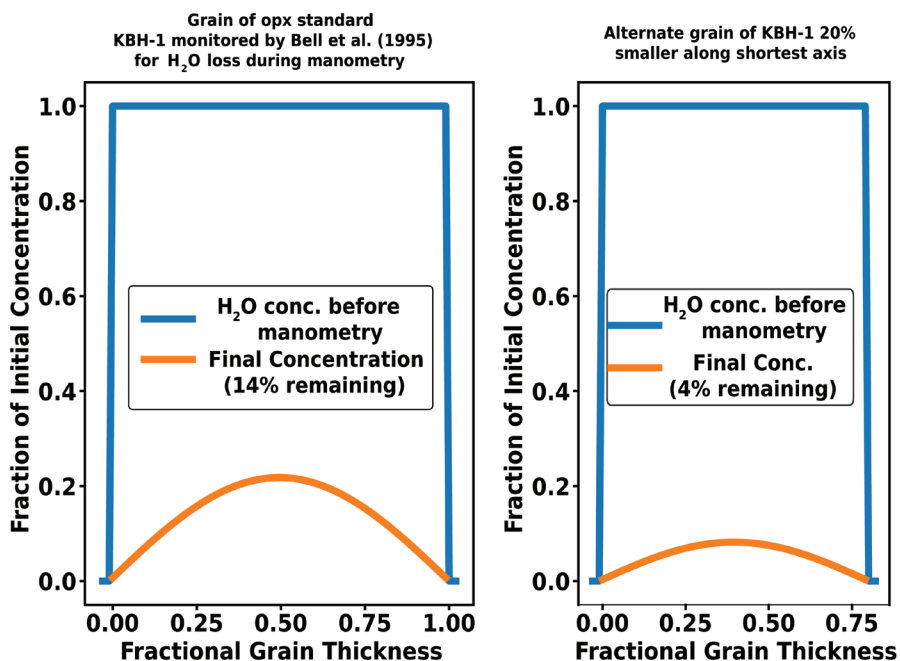 Grain of opx standard
KBH-1 monitored by Bell et al. (1995)
for H₂O loss during manometry
Fraction of Initial Concentration
1.0
0.8
0.6
0.4
0.2
0.0
H₂O conc. before
manometry
Final Concentration
(14% remaining)
0.00 0.25 0.50 0.75 1.00
Fractional Grain Thickness
Alternate grain of KBH-1 20%
smaller along shortest axis
Fraction of Initial Concentration
1.0
0.8
0.6
0.4
0.2
0.0
H₂O conc. before
manometry
Final Conc.
(4% remaining)
0.00 0.25 0.50 0.75
Fractional Grain Thickness